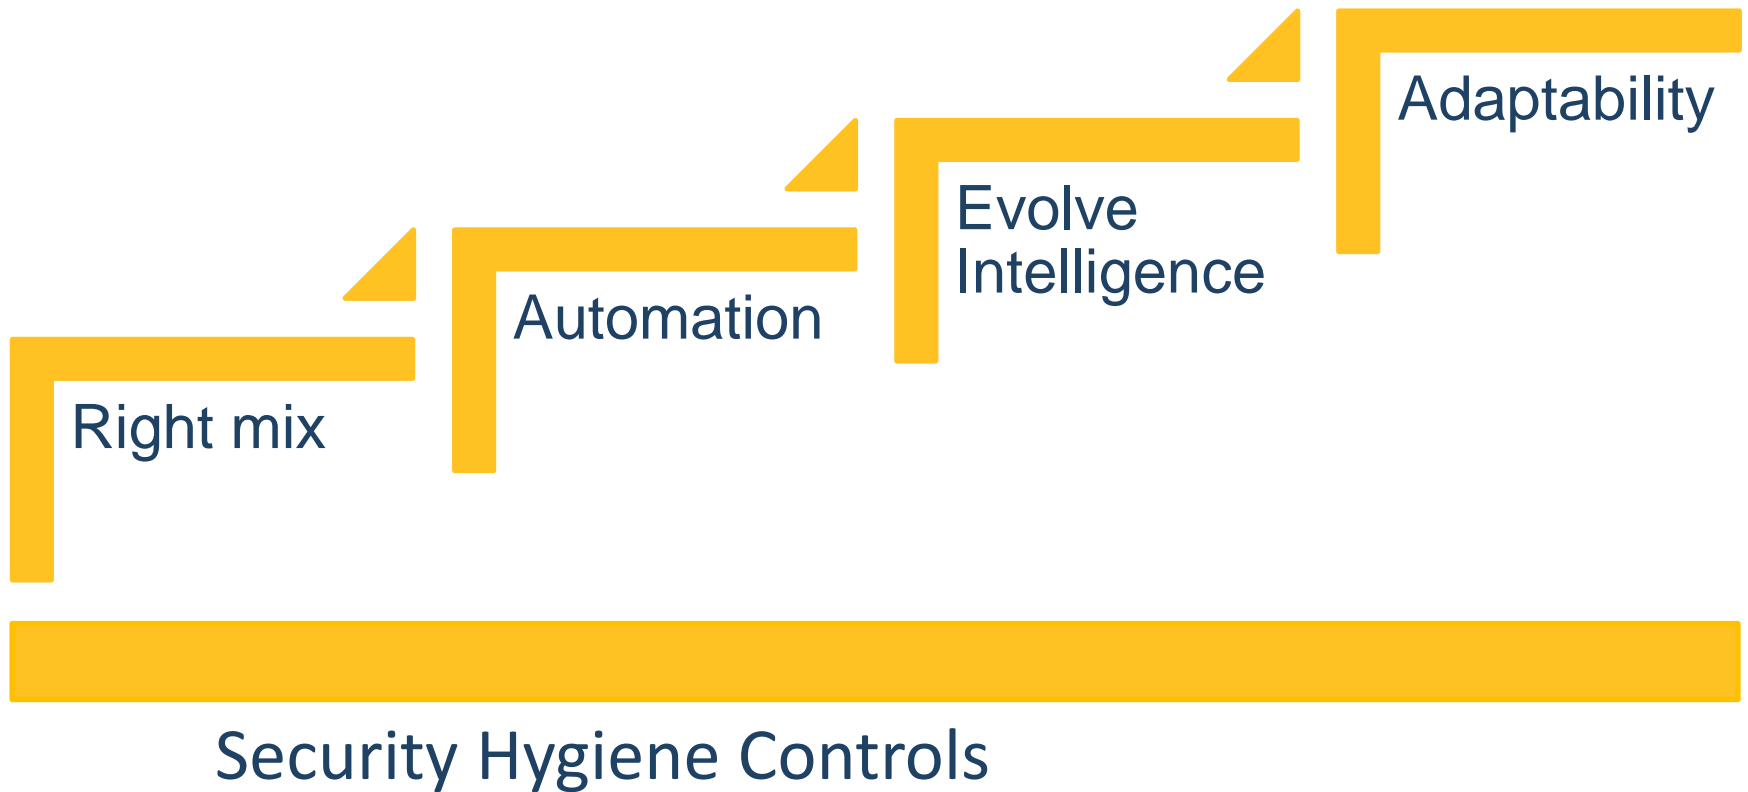 Adaptability
Evolve
Intelligence
Automation
Right mix
Security Hygiene Controls